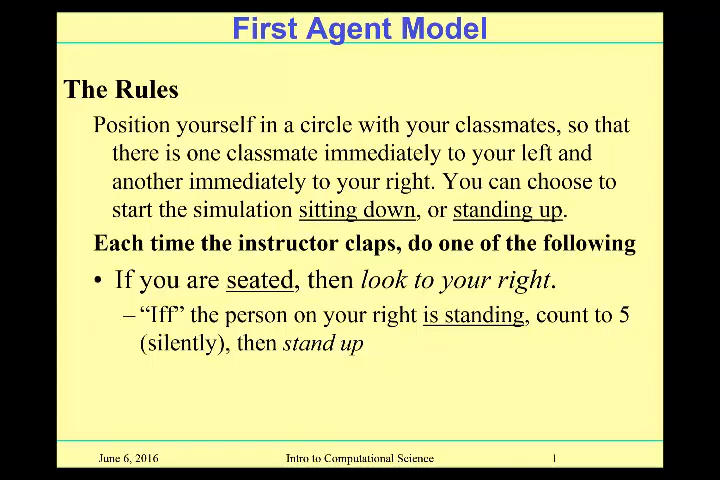 First Agent Model
The Rules
Position yourself in a circle with your classmates, so that
there is one classmate immediately to your left and
another immediately to your right. You can choose to
start the simulation sitting down, or standing up.
Each time the instructor claps, do one of the following
• If you are seated, then look to your right.
– “Iff” the person on your right is standing, count to 5
(silently), then stand up
June 6, 2016 Intro to Computational Science 1